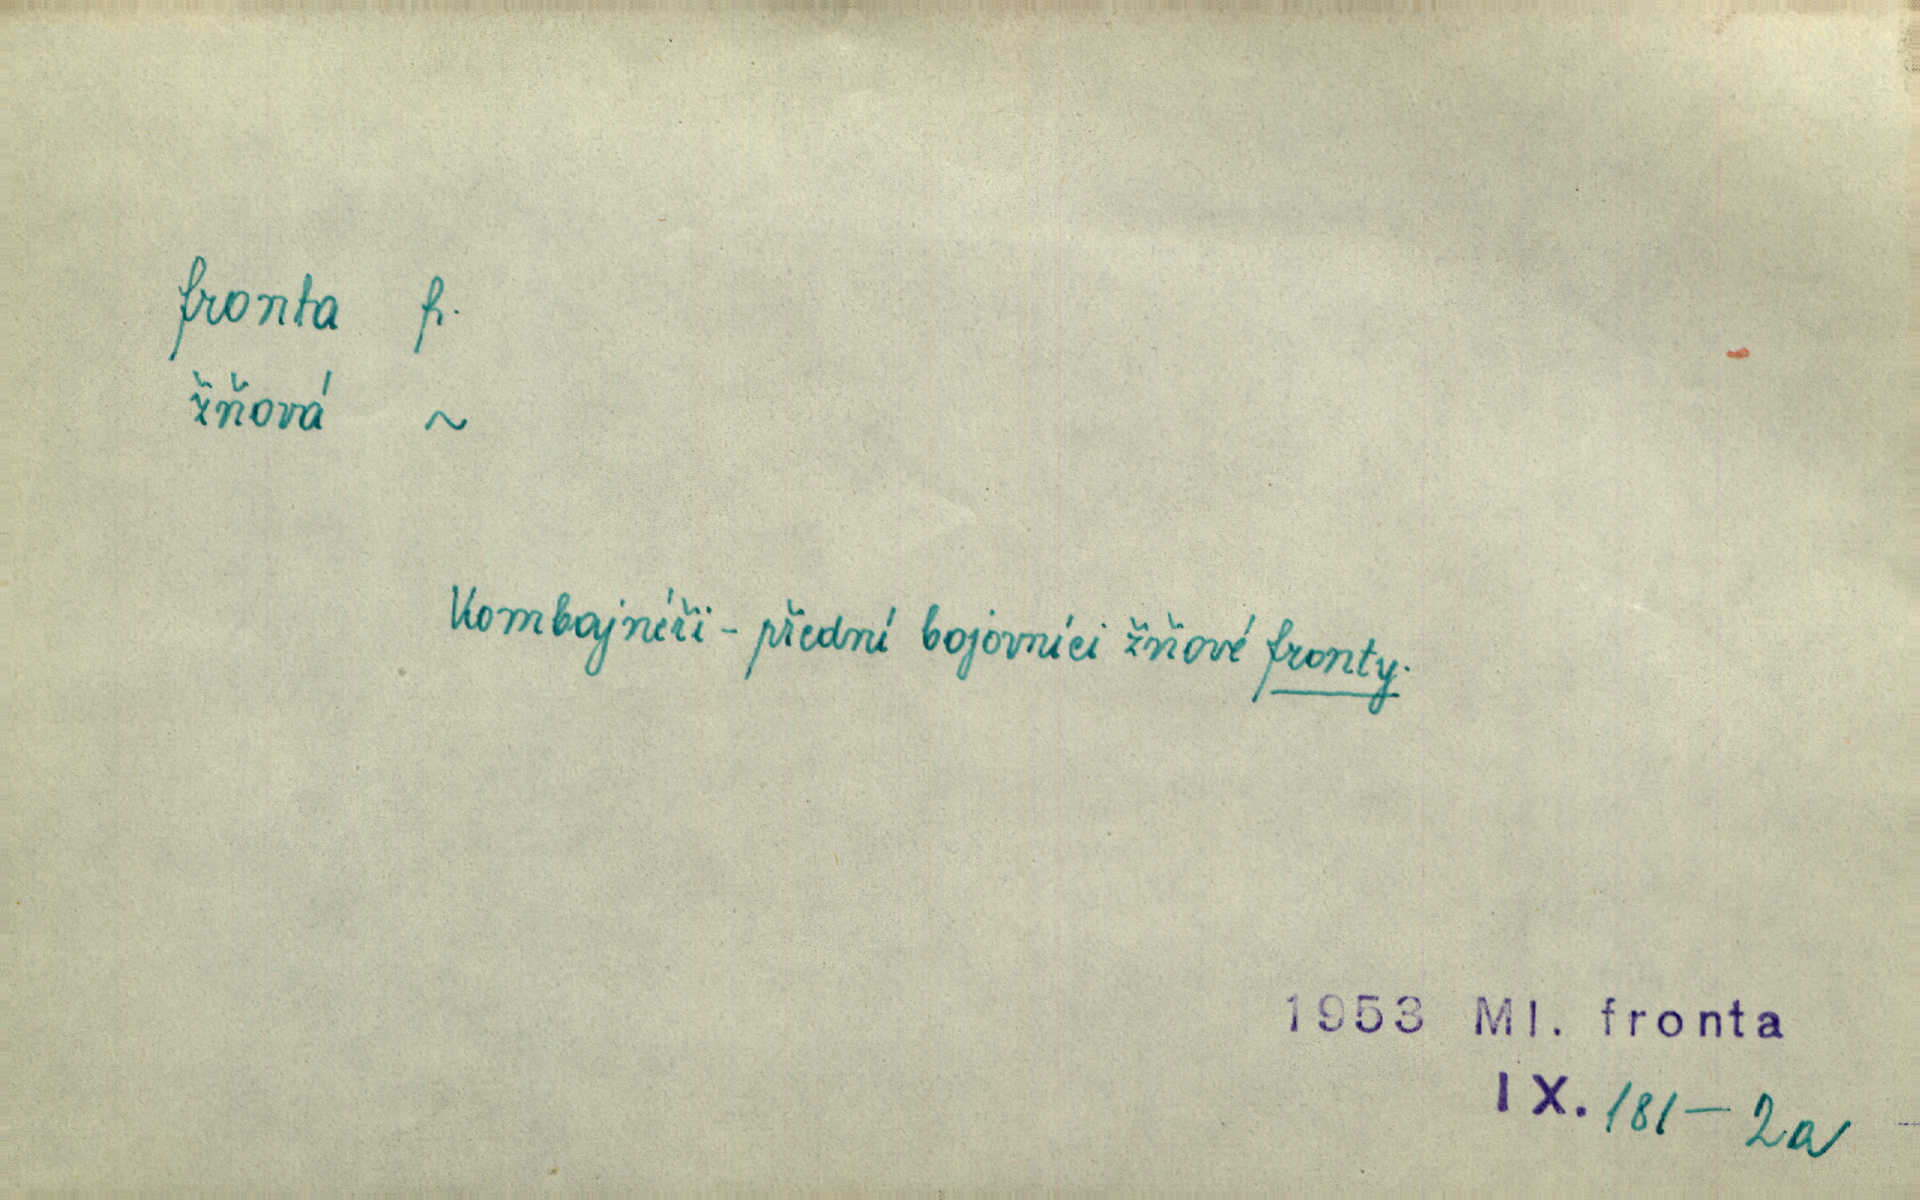 fronta f.
žňová ~
Kombajnéři - přední bojovníci žňové fronty.
1953 Ml. fronta
IX. 181 - 2a